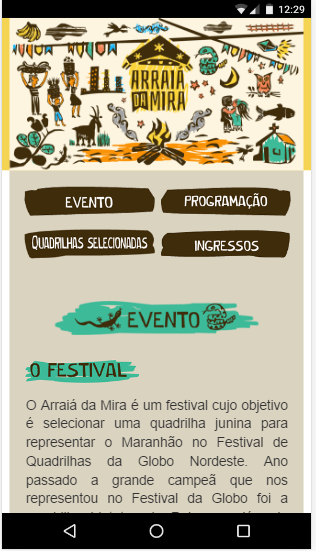 12:29
ARRAIÁ
DA MIRA
EVENTO
PROGRAMAÇÃO
QUADRILHAS SELECIONADAS
INGRESSOS
EVENTO
O FESTIVAL
O Arraiá da Mira é um festival cujo objetivo
é selecionar uma quadrilha junina para
representar o Maranhão no Festival de
Quadrilhas da Globo Nordeste. Ano
passado a grande campeã que nos
representou no Festival da Globo foi a